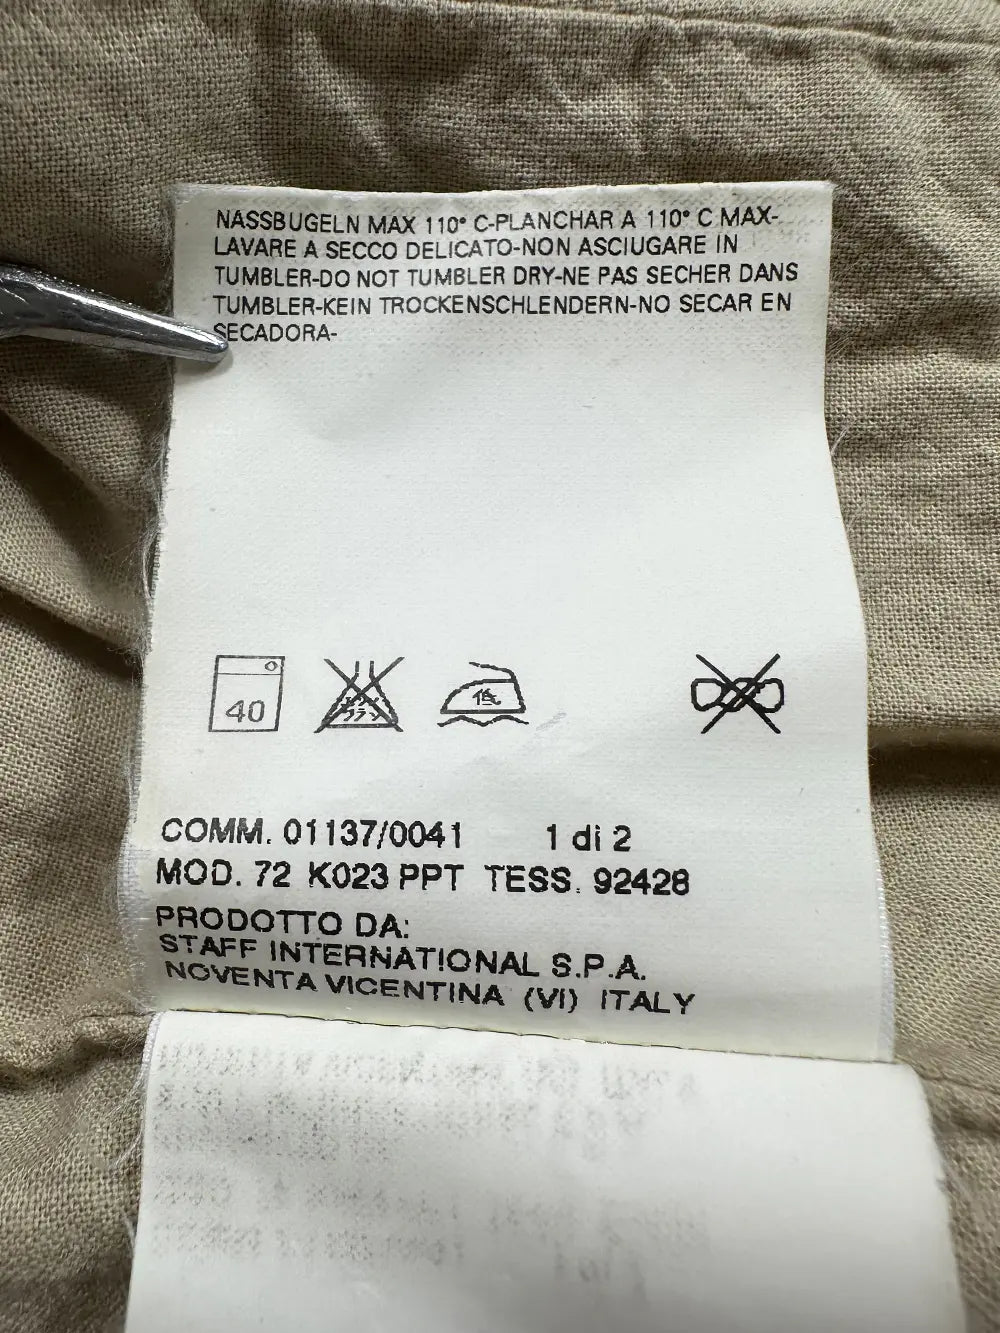 NASSBUGELN MAX 110° C-PLANCHAR A 110° C MAX-
LAVARE A SECCO DELICATO-NON ASCIUGARE IN
TUMBLER-DO NOT TUMBLER DRY-NE PAS SECHER DANS
TUMBLER-KEIN TROCKENSCHLENDERN-NO SECAR EN
SECADORA-
40 低
COMM. 01137/0041 1 di 2
MOD. 72 K023 PPT TESS. 92428
PRODOTTO DA:
STAFF INTERNATIONAL S.P.A.
NOVENTA VICENTINA (VI) ITALY